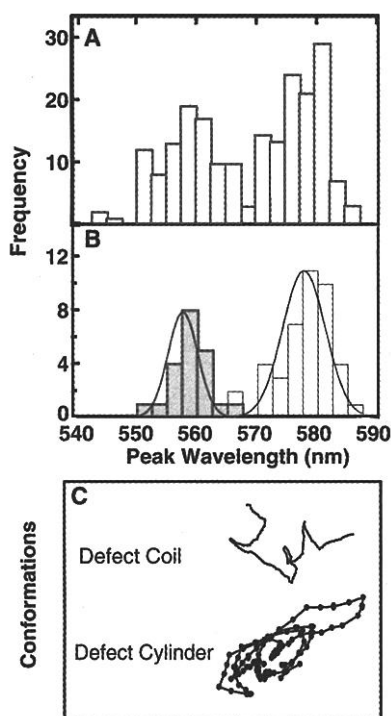 A
30
20
10
Frequency
B
12
8
4
0
540 550 560 570 580 590
Peak Wavelength (nm)
C
Conformations
Defect Coil
Defect Cylinder